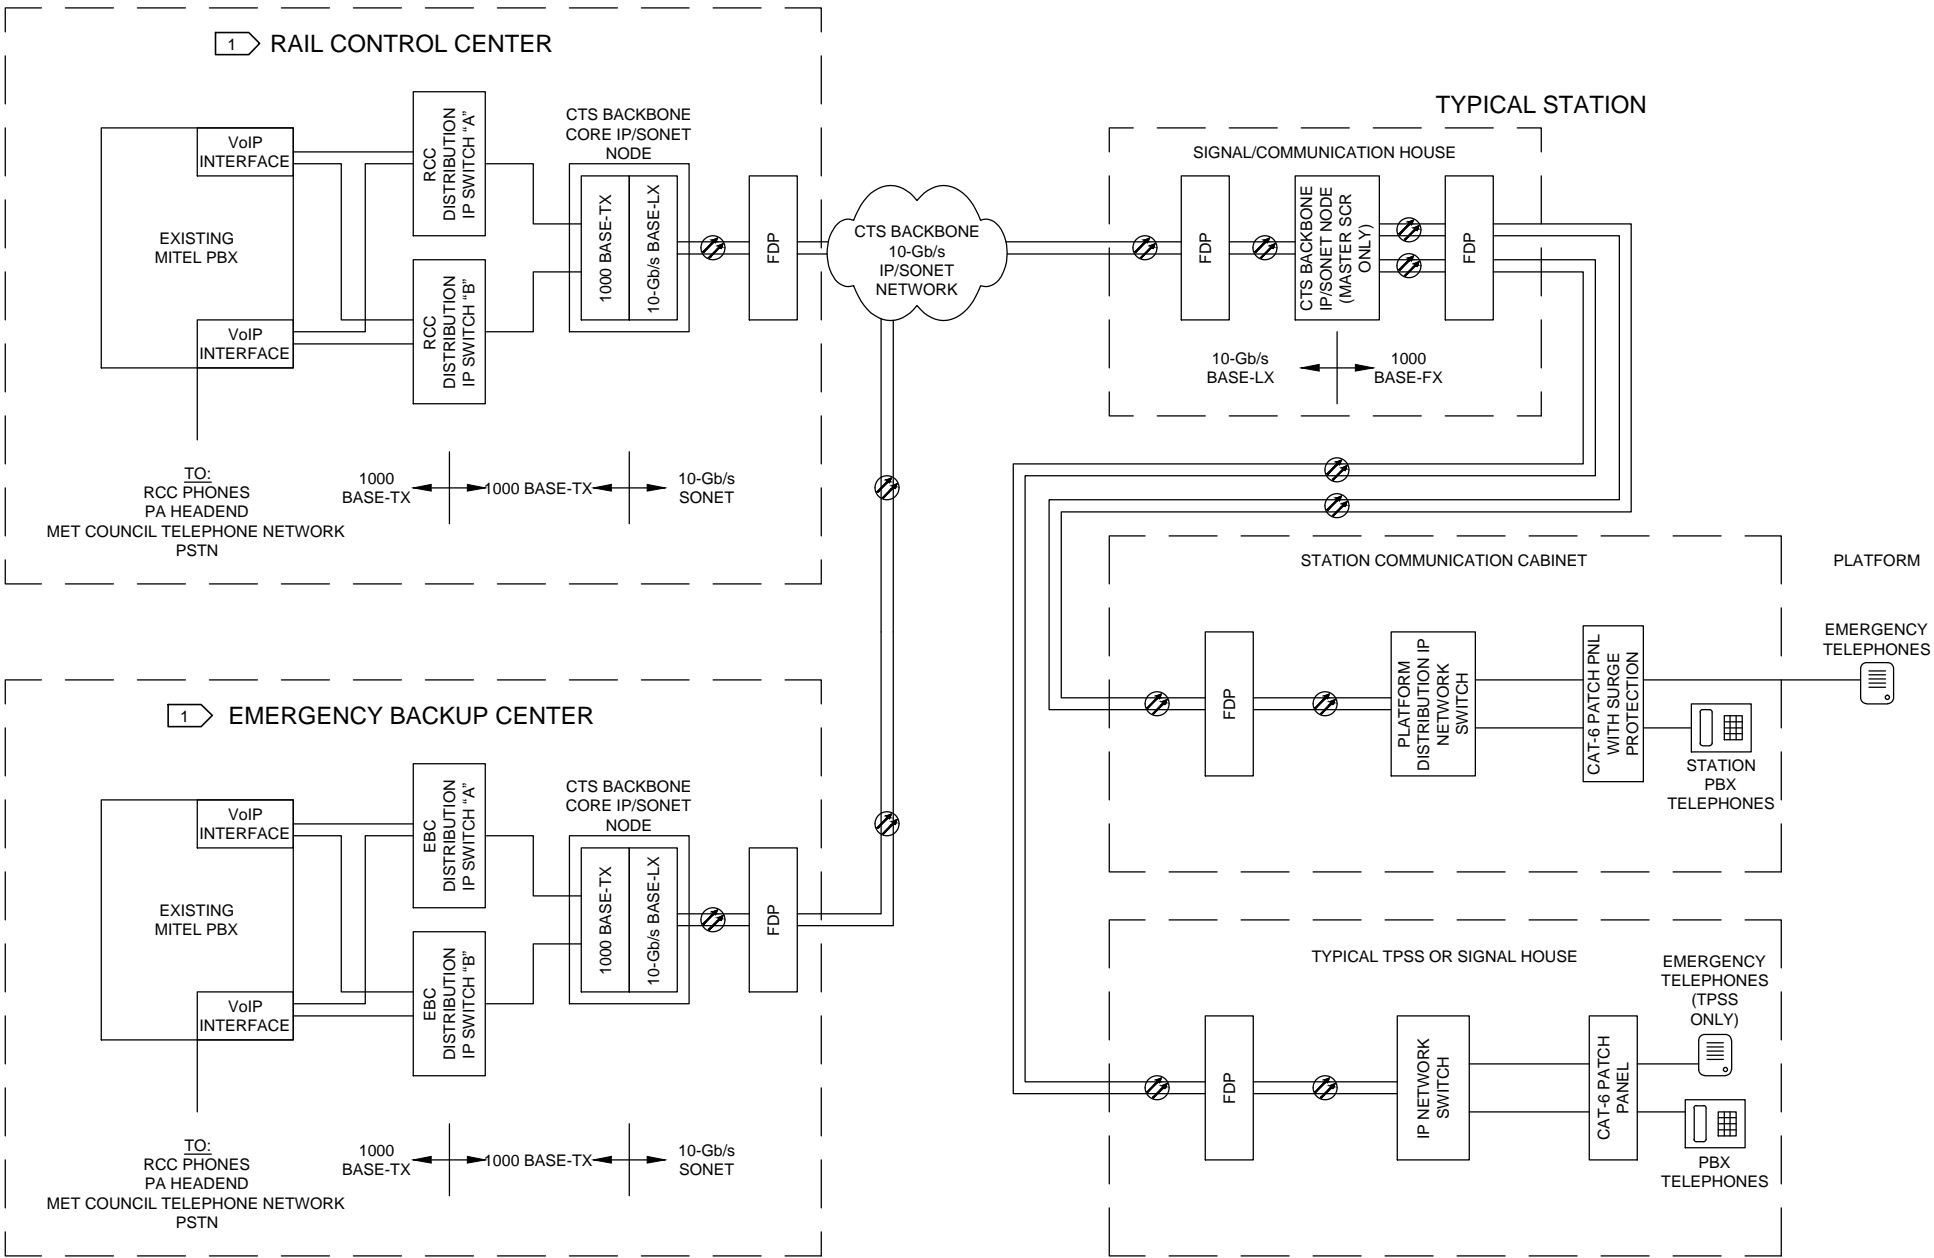 1
RAIL CONTROL CENTER
VoIP
INTERFACE
EXISTING
MITEL PBX
VoIP
INTERFACE
RCC
DISTRIBUTION
IP SWITCH "A"
RCC
DISTRIBUTION
IP SWITCH "B"
CTS BACKBONE
CORE IP/SONET
NODE
1000 BASE-TX
10-Gb/s BASE-LX
FDP
TO:
RCC PHONES
PA HEADEND
MET COUNCIL TELEPHONE NETWORK
PSTN
1000
BASE-TX
1000 BASE-TX
10-Gb/s
SONET
CTS BACKBONE
10-Gb/s
IP/SONET
NETWORK
TYPICAL STATION
SIGNAL/COMMUNICATION HOUSE
FDP
CTS BACKBONE
IP/SONET NODE
(MASTER SCR
ONLY)
FDP
10-Gb/s
BASE-LX
1000
BASE-FX
STATION COMMUNICATION CABINET
PLATFORM
FDP
PLATFORM
DISTRIBUTION IP
NETWORK
SWITCH
CAT-6 PATCH PNL
WITH SURGE
PROTECTION
EMERGENCY
TELEPHONES
STATION
PBX
TELEPHONES
1
EMERGENCY BACKUP CENTER
VoIP
INTERFACE
EXISTING
MITEL PBX
VoIP
INTERFACE
EBC
DISTRIBUTION
IP SWITCH "A"
EBC
DISTRIBUTION
IP SWITCH "B"
CTS BACKBONE
CORE IP/SONET
NODE
1000 BASE-TX
10-Gb/s BASE-LX
FDP
TO:
RCC PHONES
PA HEADEND
MET COUNCIL TELEPHONE NETWORK
PSTN
1000
BASE-TX
1000 BASE-TX
10-Gb/s
SONET
TYPICAL TPSS OR SIGNAL HOUSE
FDP
IP NETWORK
SWITCH
CAT-6 PATCH
PANEL
EMERGENCY
TELEPHONES
(TPSS
ONLY)
PBX
TELEPHONES